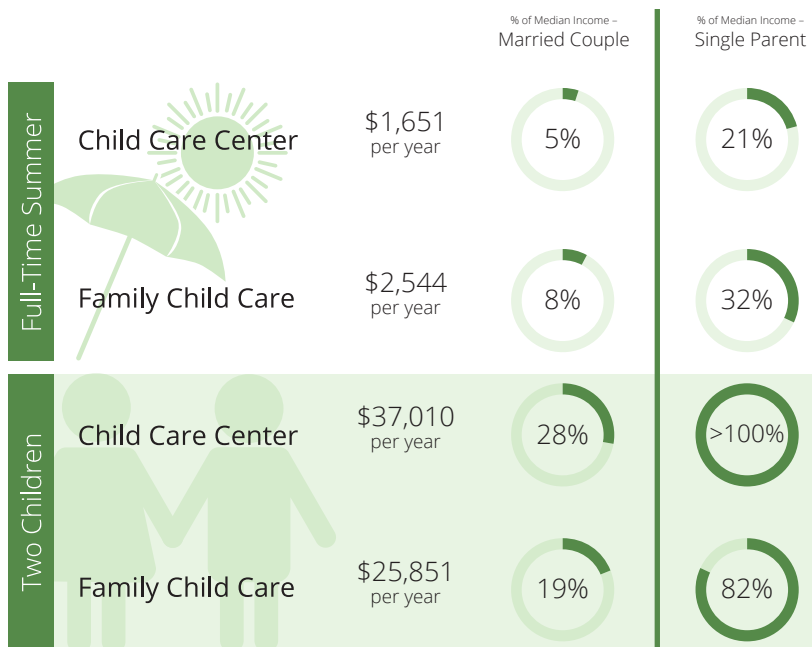 % of Median Income –
Married Couple
% of Median Income –
Single Parent
Full-Time Summer
Child Care Center
$1,651
per year
5%
21%
Family Child Care
$2,544
per year
8%
32%
Two Children
Child Care Center
$37,010
per year
28%
>100%
Family Child Care
$25,851
per year
19%
82%